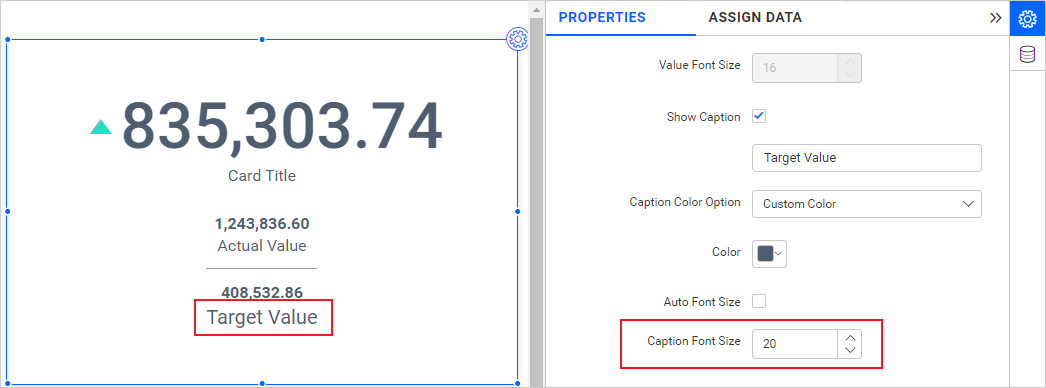 835,303.74
Card Title
1,243,836.60
Actual Value
408,532.86
Target Value
PROPERTIES
ASSIGN DATA
Value Font Size
16
Show Caption
Target Value
Caption Color Option
Custom Color
Color
Auto Font Size
Caption Font Size
20